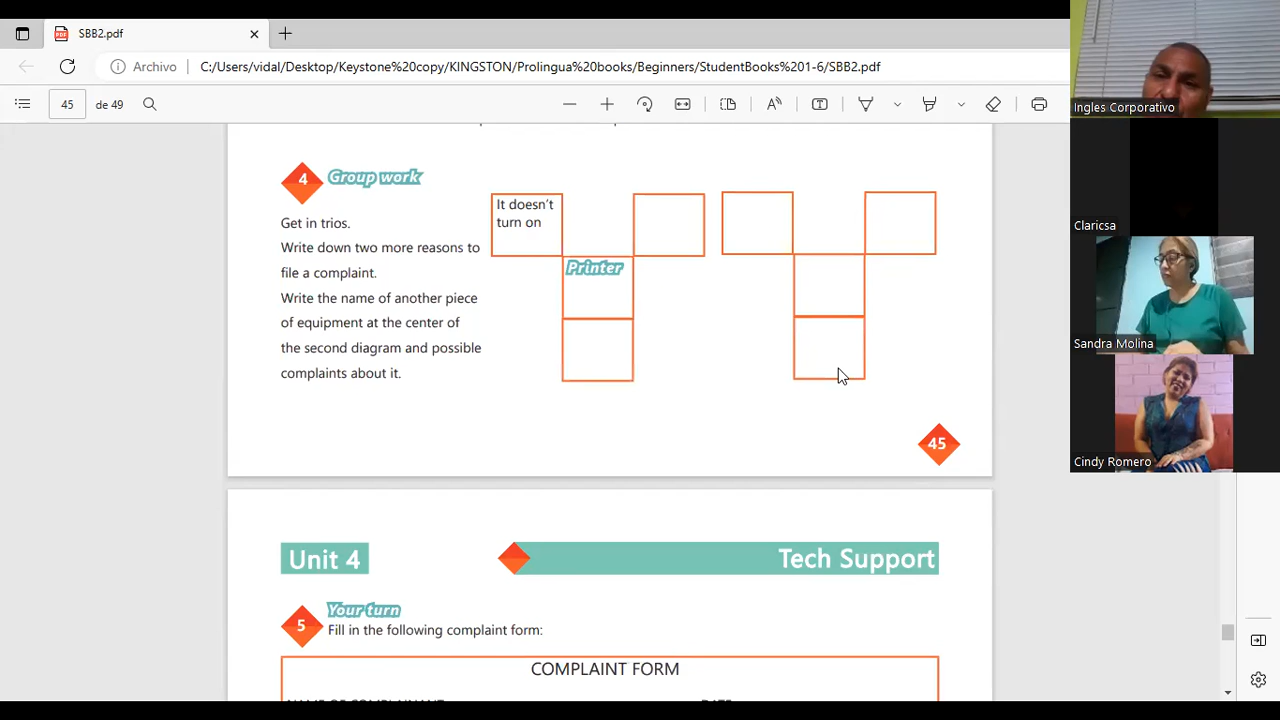 SBB2.pdf
Archivo
C:/Users/vidal/Desktop/Keystone%20copy/KINGSTON/Prolingua%20books/Beginners/StudentBooks%201-6/SBB2.pdf
45
de 49
4
Group work
Get in trios.
Write down two more reasons to
file a complaint.
Write the name of another piece
of equipment at the center of
the second diagram and possible
complaints about it.
It doesn't
turn on
Printer
45
Unit 4
Tech Support
5
Your turn
Fill in the following complaint form:
COMPLAINT FORM
NAME OF COMPLAINANT
DATE
Ingles Corporativo
Claricsa
Sandra Molina
Cindy Romero